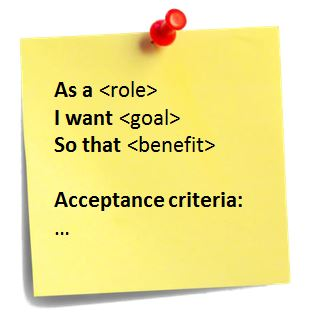 As a <role>
I want <goal>
So that <benefit>
Acceptance criteria:
...